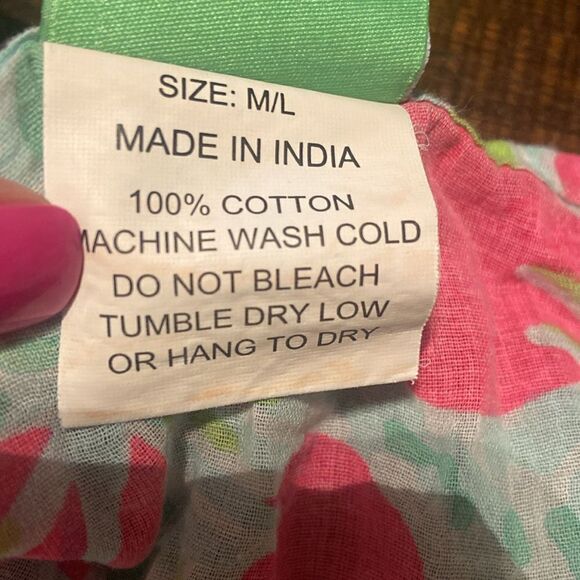 SIZE: M/L
MADE IN INDIA
100% COTTON
MACHINE WASH COLD
DO NOT BLEACH
TUMBLE DRY LOW
OR HANG TO DRY